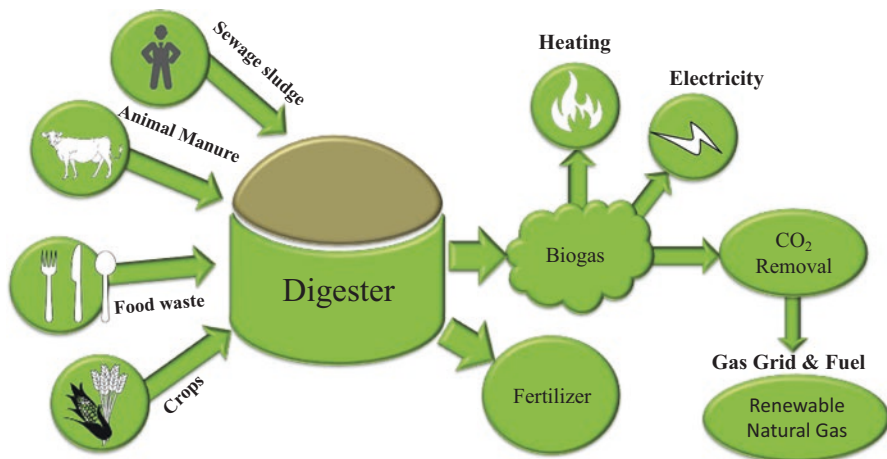 Sewage sludge
Animal Manure
Food waste
Crops
Digester
Heating
Electricity
Biogas
CO₂
Removal
Fertilizer
Gas Grid & Fuel
Renewable
Natural Gas